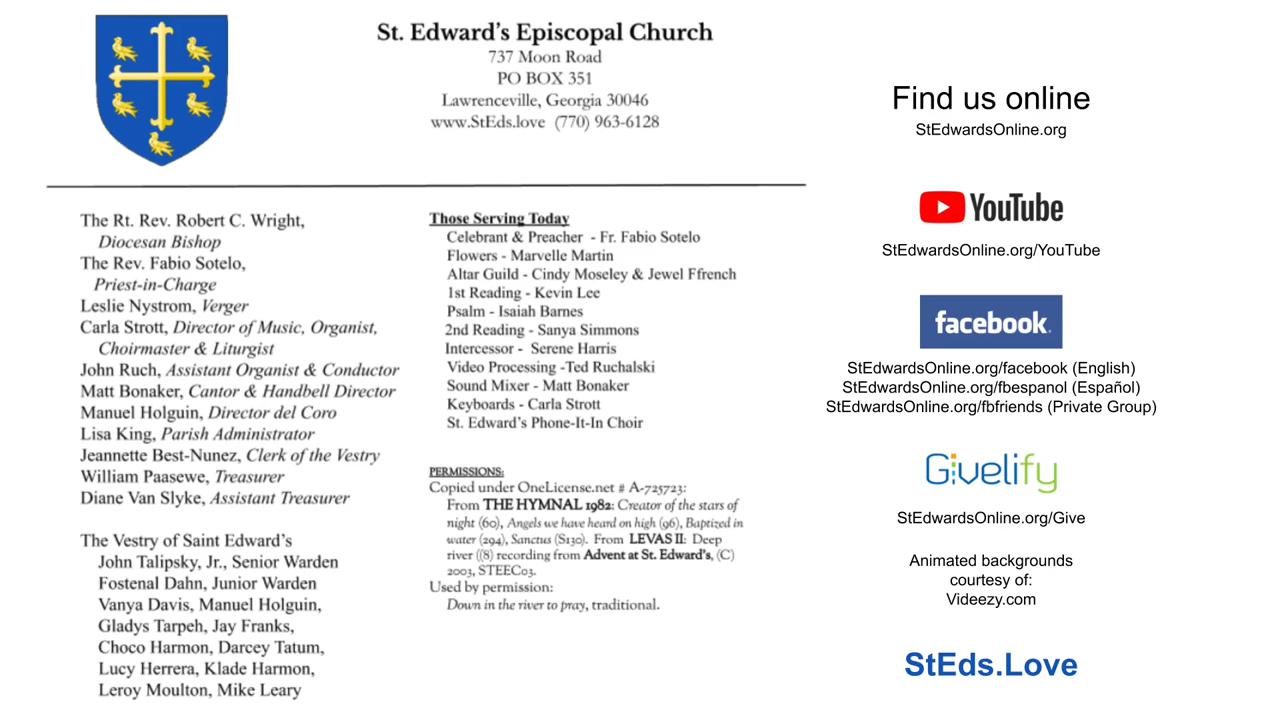 St. Edward's Episcopal Church
737 Moon Road
PO BOX 351
Lawrenceville, Georgia 30046
www.StEds.love (770) 963-6128
The Rt. Rev. Robert C. Wright,
Diocesan Bishop
The Rev. Fabio Sotelo,
Priest-in-Charge
Leslie Nystrom, Verger
Carla Strott, Director of Music, Organist,
Choirmaster & Liturgist
John Ruch, Assistant Organist & Conductor
Matt Bonaker, Cantor & Handbell Director
Manuel Holguin, Director del Coro
Lisa King, Parish Administrator
Jeannette Best-Nunez, Clerk of the Vestry
William Paasewe, Treasurer
Diane Van Slyke, Assistant Treasurer
The Vestry of Saint Edward's
John Talipsky, Jr., Senior Warden
Fostenal Dahn, Junior Warden
Vanya Davis, Manuel Holguin,
Gladys Tarpeh, Jay Franks,
Choco Harmon, Darcey Tatum,
Lucy Herrera, Klade Harmon,
Leroy Moulton, Mike Leary
Those Serving Today
Celebrant & Preacher - Fr. Fabio Sotelo
Flowers - Marvelle Martin
Altar Guild - Cindy Moseley & Jewel Ffrench
1st Reading - Kevin Lee
Psalm - Isaiah Barnes
2nd Reading - Sanya Simmons
Intercessor - Serene Harris
Video Processing -Ted Ruchalski
Sound Mixer - Matt Bonaker
Keyboards - Carla Strott
St. Edward's Phone-It-In Choir
PERMISSIONS:
Copied under OneLicense.net # A-725723:
From THE HYMNAL 1982: Creator of the stars of
night (60), Angels we have heard on high (96), Baptized in
water (294), Sanctus (S130). From LEVAS II: Deep
river ((8) recording from Advent at St. Edward's, (C)
2003, STEEC03.
Used by permission:
Down in the river to pray, traditional.
Find us online
StEdwardsOnline.org
YouTube
StEdwardsOnline.org/YouTube
facebook
StEdwardsOnline.org/facebook (English)
StEdwardsOnline.org/fbespanol (Español)
StEdwardsOnline.org/fbfriends (Private Group)
Givelify
StEdwardsOnline.org/Give
Animated backgrounds
courtesy of:
Videezy.com
StEds.Love